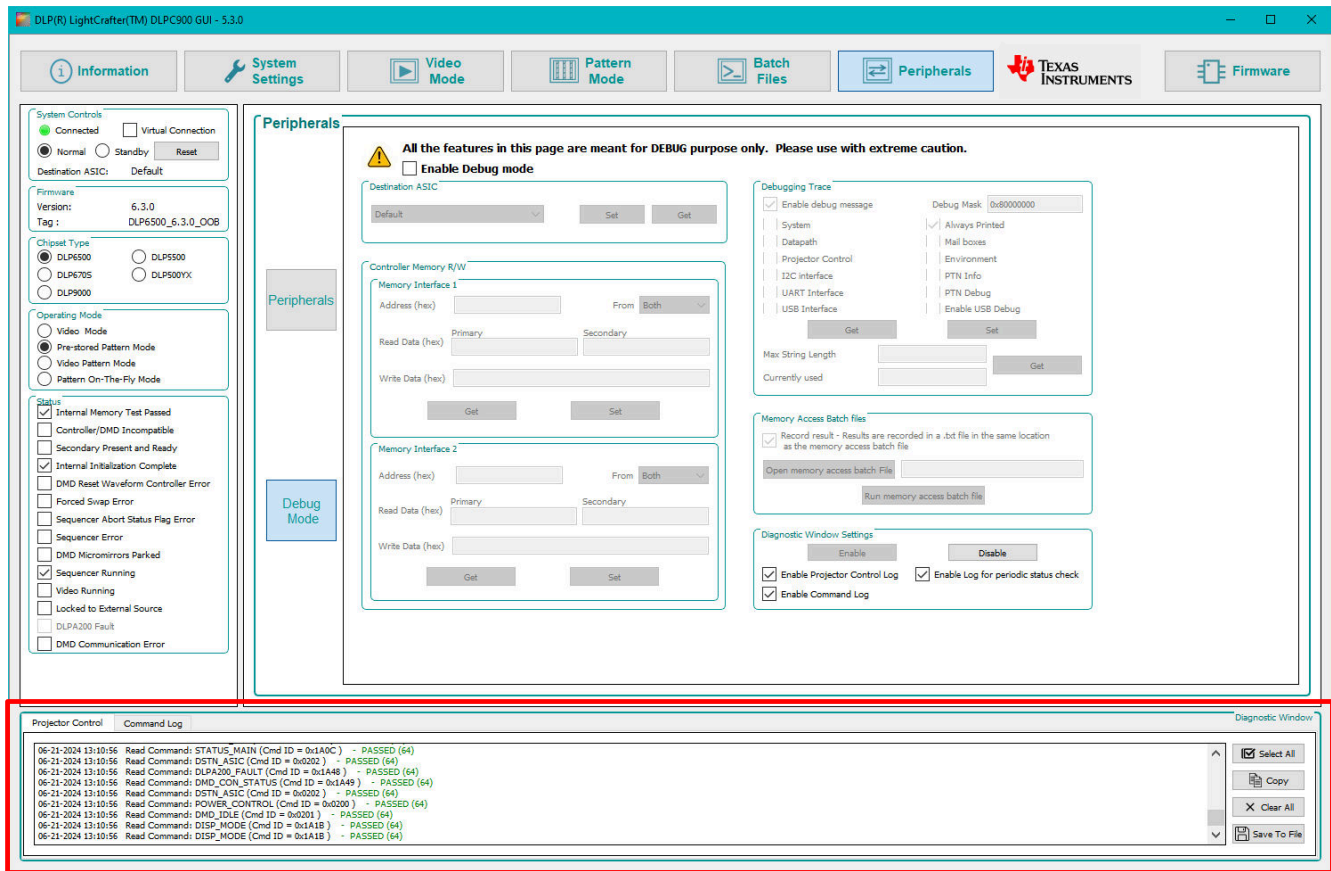 DLP(R) LightCrafter(TM) DLPC900 GUI - 5.3.0
Information
System Settings
Video Mode
Pattern Mode
Batch Files
Peripherals
TEXAS INSTRUMENTS
Firmware
System Controls
Connected
Virtual Connection
Normal
Standby
Reset
Destination ASIC: Default
Firmware
Version: 6.3.0
Tag : DLP6500_6.3.0_OOB
Chipset Type
DLP6500
DLP5500
DLP670S
DLP500YX
DLP9000
Operating Mode
Video Mode
Pre-stored Pattern Mode
Video Pattern Mode
Pattern On-The-Fly Mode
Status
Internal Memory Test Passed
Controller/DMD Incompatible
Secondary Present and Ready
Internal Initialization Complete
DMD Reset Waveform Controller Error
Forced Swap Error
Sequencer Abort Status Flag Error
Sequencer Error
DMD Micromirrors Parked
Sequencer Running
Video Running
Locked to External Source
DLPA200 Fault
DMD Communication Error
Peripherals
Peripherals
Debug Mode
All the features in this page are meant for DEBUG purpose only. Please use with extreme caution.
Enable Debug mode
Destination ASIC
Default
Set
Get
Controller Memory R/W
Memory Interface 1
Address (hex)
From Both
Primary
Secondary
Read Data (hex)
Write Data (hex)
Get
Set
Memory Interface 2
Address (hex)
From Both
Primary
Secondary
Read Data (hex)
Write Data (hex)
Get
Set
Debugging Trace
Enable debug message
Debug Mask 0x80000000
System
Always Printed
Datapath
Mail boxes
Projector Control
Environment
I2C interface
PTN Info
UART Interface
PTN Debug
USB Interface
Enable USB Debug
Get
Set
Max String Length
Get
Currently used
Memory Access Batch files
Record result - Results are recorded in a .txt file in the same location
as the memory access batch file
Open memory access batch File
Run memory access batch file
Diagnostic Window Settings
Enable
Disable
Enable Projector Control Log
Enable Log for periodic status check
Enable Command Log
Projector Control
Command Log
Diagnostic Window
06-21-2024 13:10:56 Read Command: STATUS_MAIN (Cmd ID = 0x1A0C ) - PASSED (64)
06-21-2024 13:10:56 Read Command: DSTN_ASIC (Cmd ID = 0x0202 ) - PASSED (64)
06-21-2024 13:10:56 Read Command: DLPA200_FAULT (Cmd ID = 0x1A48 ) - PASSED (64)
06-21-2024 13:10:56 Read Command: DMD_CON_STATUS (Cmd ID = 0x1A49 ) - PASSED (64)
06-21-2024 13:10:56 Read Command: DSTN_ASIC (Cmd ID = 0x0202 ) - PASSED (64)
06-21-2024 13:10:56 Read Command: POWER_CONTROL (Cmd ID = 0x0200 ) - PASSED (64)
06-21-2024 13:10:56 Read Command: DMD_IDLE (Cmd ID = 0x0201 ) - PASSED (64)
06-21-2024 13:10:56 Read Command: DISP_MODE (Cmd ID = 0x1A1B ) - PASSED (64)
06-21-2024 13:10:56 Read Command: DISP_MODE (Cmd ID = 0x1A1B ) - PASSED (64)
Select All
Copy
Clear All
Save To File